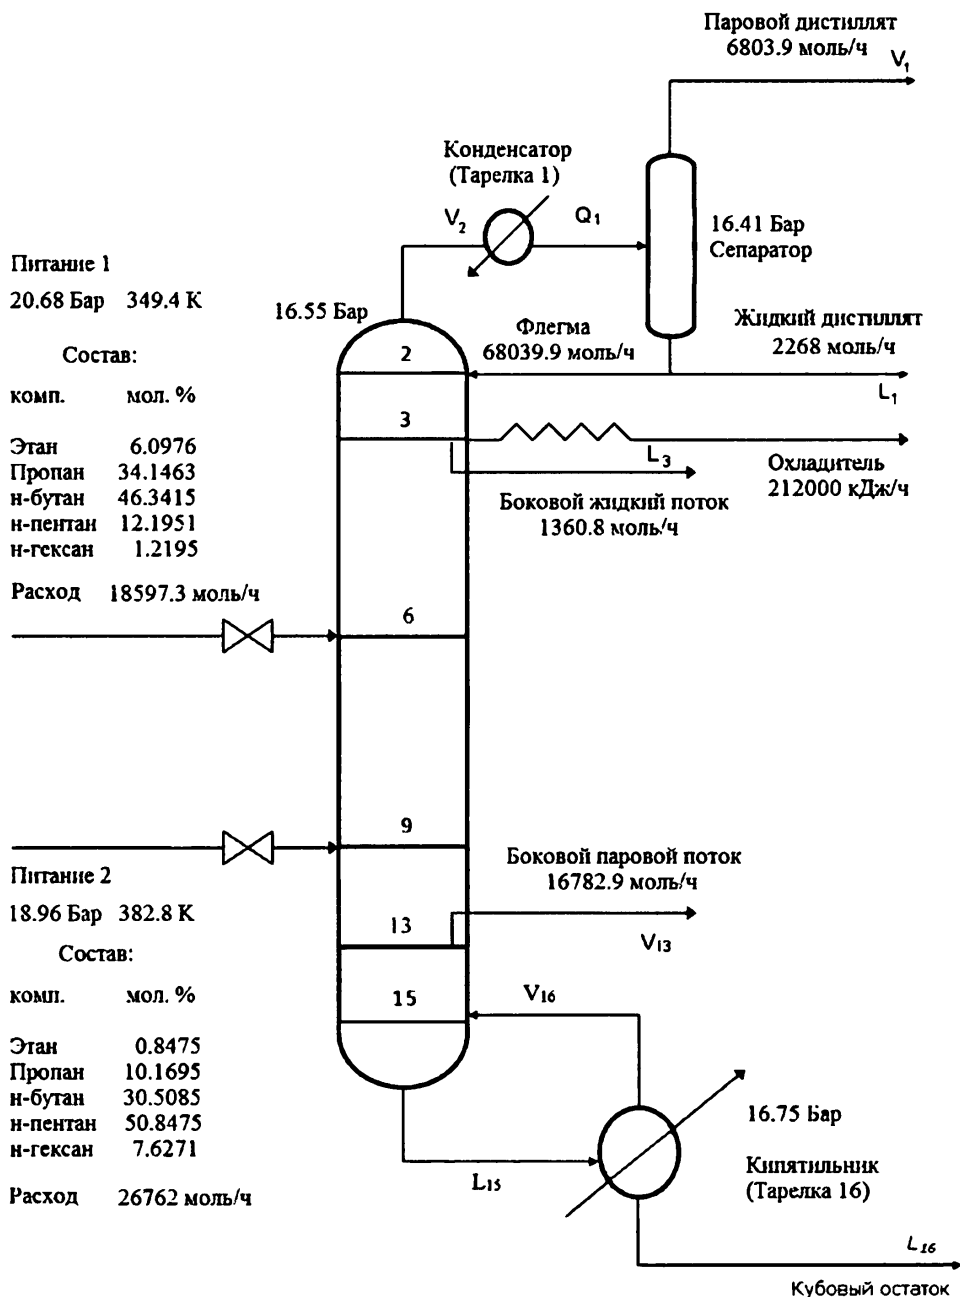 Паровой дистиллят
6803.9 моль/ч
V1
Конденсатор
(Тарелка 1)
V2
Q1
16.41 Бар
Сепаратор
Питание 1
20.68 Бар 349.4 К
16.55 Бар
Флегма
68039.9 моль/ч
Жидкий дистиллят
2268 моль/ч
L1
Состав:
комп. мол. %
Этан 6.0976
Пропан 34.1463
н-бутан 46.3415
н-пентан 12.1951
н-гексан 1.2195
Расход 18597.3 моль/ч
2
3
L3
Охладитель
212000 кДж/ч
Боковой жидкий поток
1360.8 моль/ч
6
9
Питание 2
18.96 Бар 382.8 К
Боковой паровой поток
16782.9 моль/ч
V13
13
Состав:
комп. мол. %
Этан 0.8475
Пропан 10.1695
н-бутан 30.5085
н-пентан 50.8475
н-гексан 7.6271
Расход 26762 моль/ч
15
V16
16.75 Бар
Кипятильник
(Тарелка 16)
L15
L16
Кубовый остаток